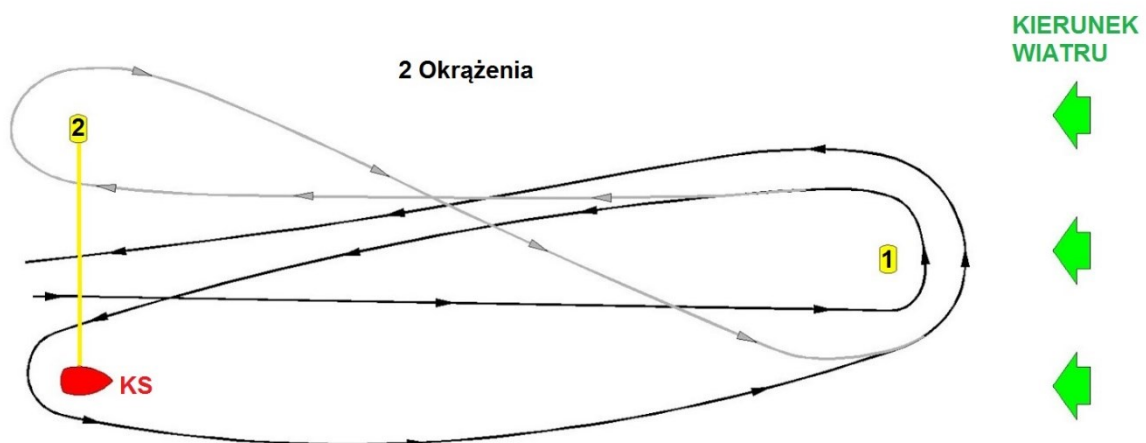 KIERUNEK
WIATRU
2 Okrążenia
2
1
KS